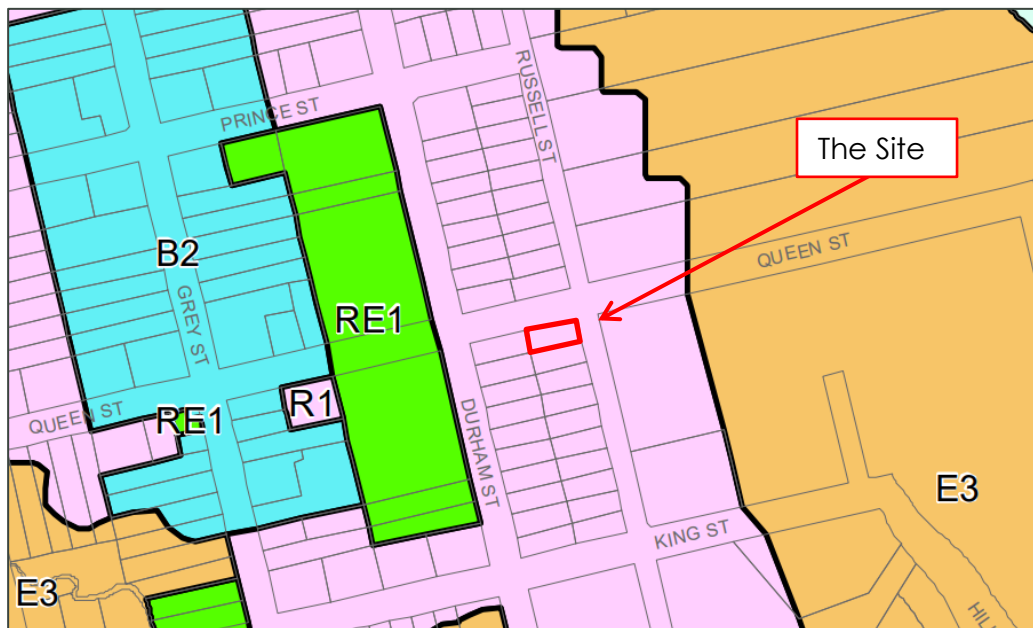 RUSSELL ST
PRINCE ST
The Site
QUEEN ST
B2
GREY ST
RE1
R1
QUEEN ST
RE1
DURHAM ST
E3
KING ST
E3